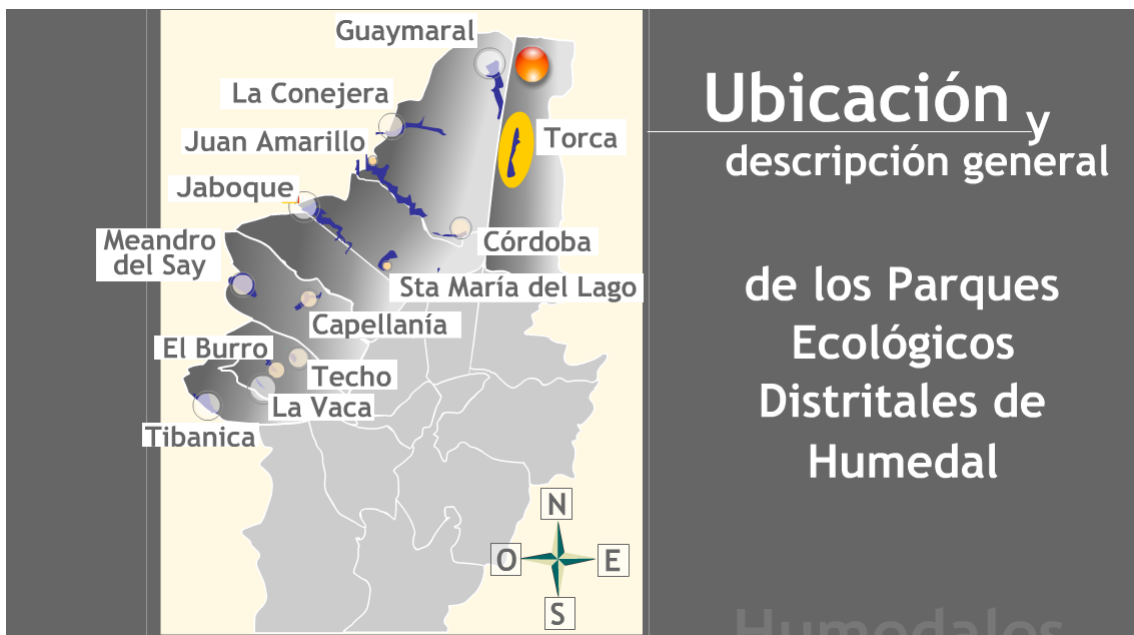 Guaymaral
La Conejera
Juan Amarillo
Torca
Jaboque
Meandro
del Say
Córdoba
Sta María del Lago
Capellanía
El Burro
Techo
La Vaca
Tibanica
N
O
E
S
Ubicación y
descripción general
de los Parques
Ecológicos
Distritales de
Humedal
Humedales